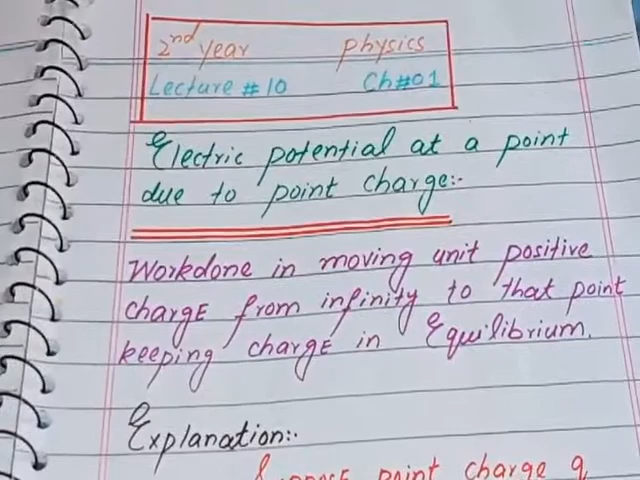 2nd year Physics
Lecture # 10 Ch#01
Electric potential at a point
due to point charge:-
Workdone in moving unit positive
charge from infinity to that point
keeping charge in Equilibrium.
Explanation:-
point charge q